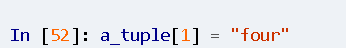 In [52]: a_tuple[1] = "four"